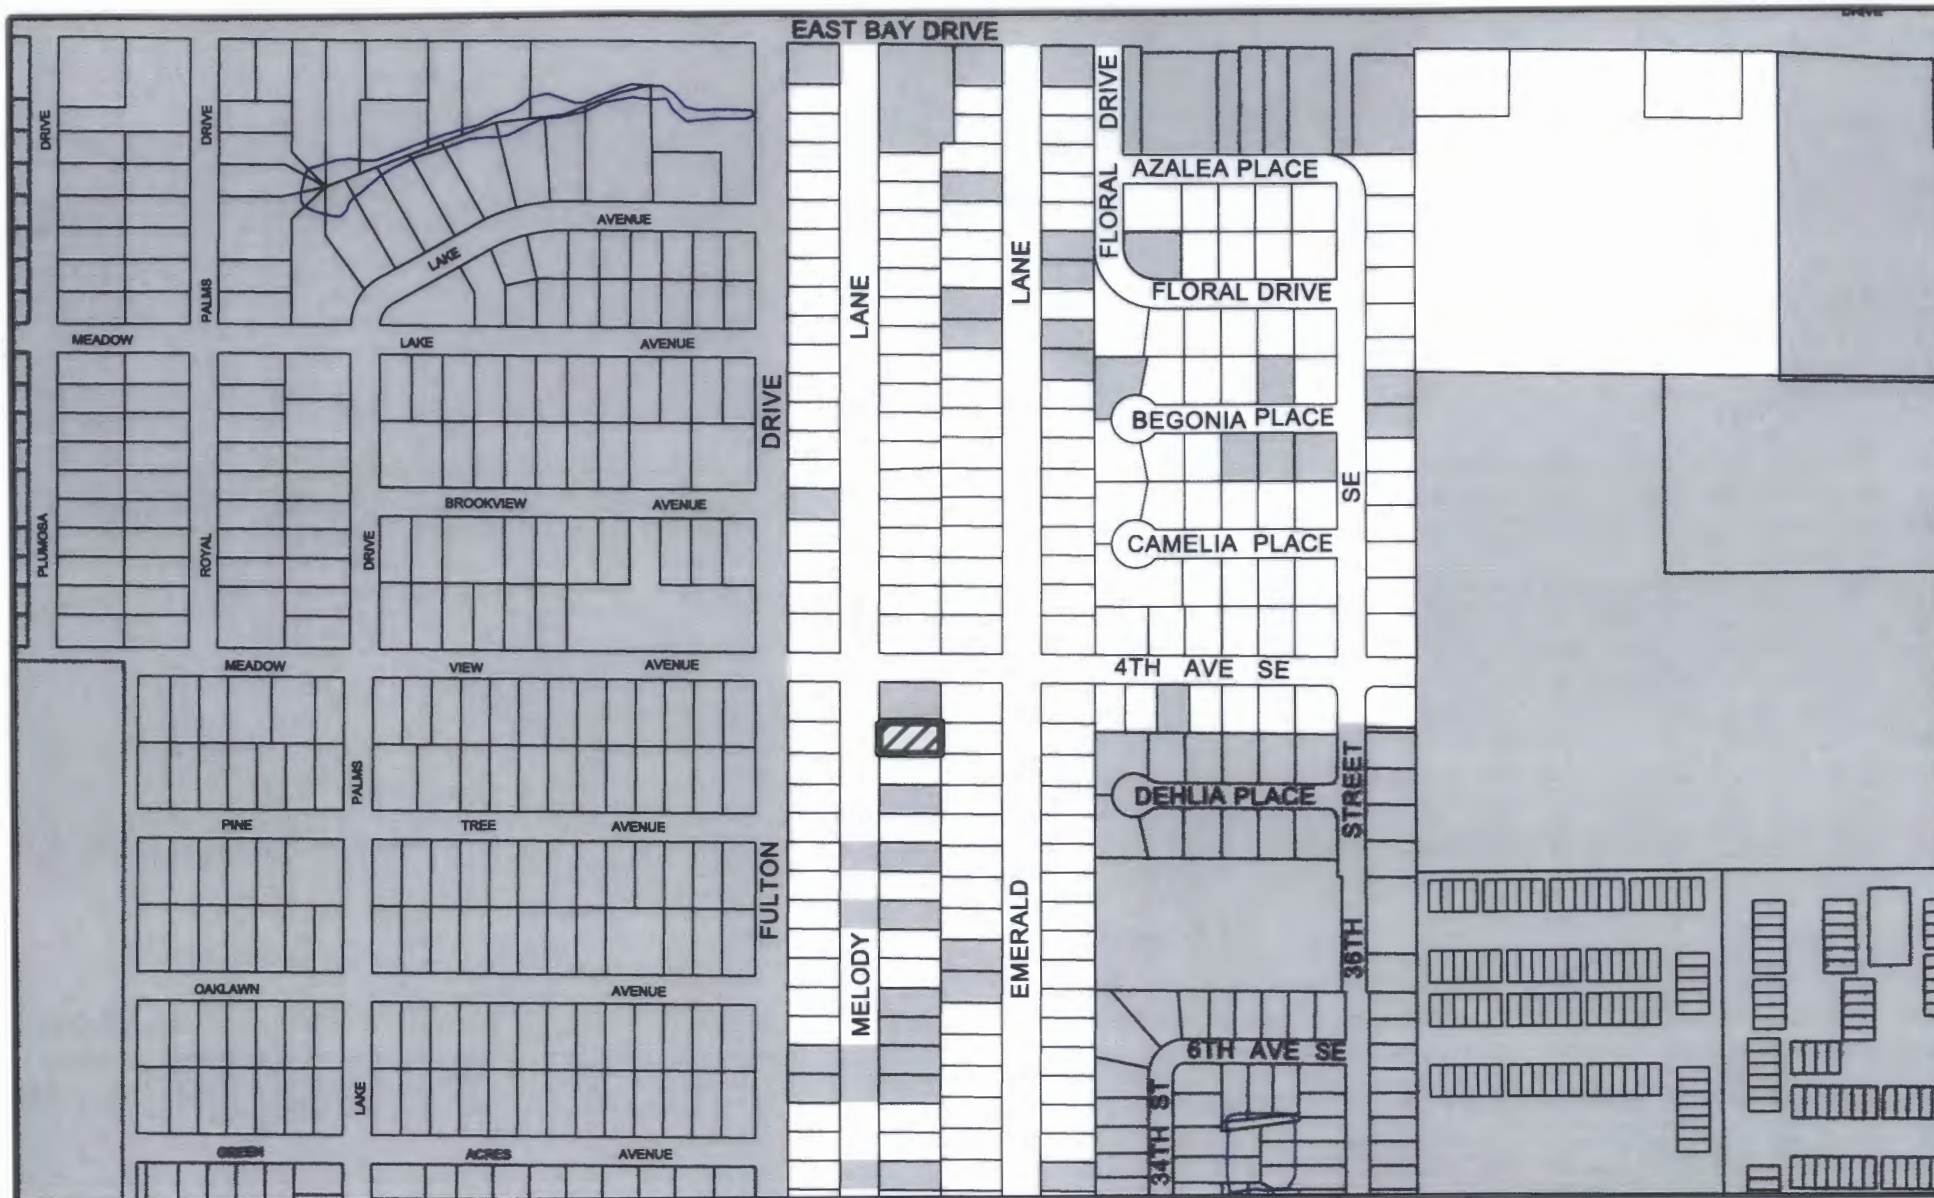 DRIVE
EAST BAY DRIVE
DRIVE
DRIVE
DRIVE
AZALEA PLACE
FLORAL
AVENUE
LAKE
PALMS
LANE
LANE
FLORAL DRIVE
MEADOW
LAKE
AVENUE
DRIVE
BEGONIA PLACE
BROOKVIEW
AVENUE
SE
PLUMOSA
ROYAL
DRIVE
CAMELIA PLACE
MEADOW
VIEW
AVENUE
4TH AVE SE
PALMS
DEHLIA PLACE
STREET
PINE
TREE
AVENUE
FULTON
EMERALD
36TH
MELODY
OAKLAWN
AVENUE
6TH AVE SE
LAKE
34TH ST
GREEN
ACRES
AVENUE